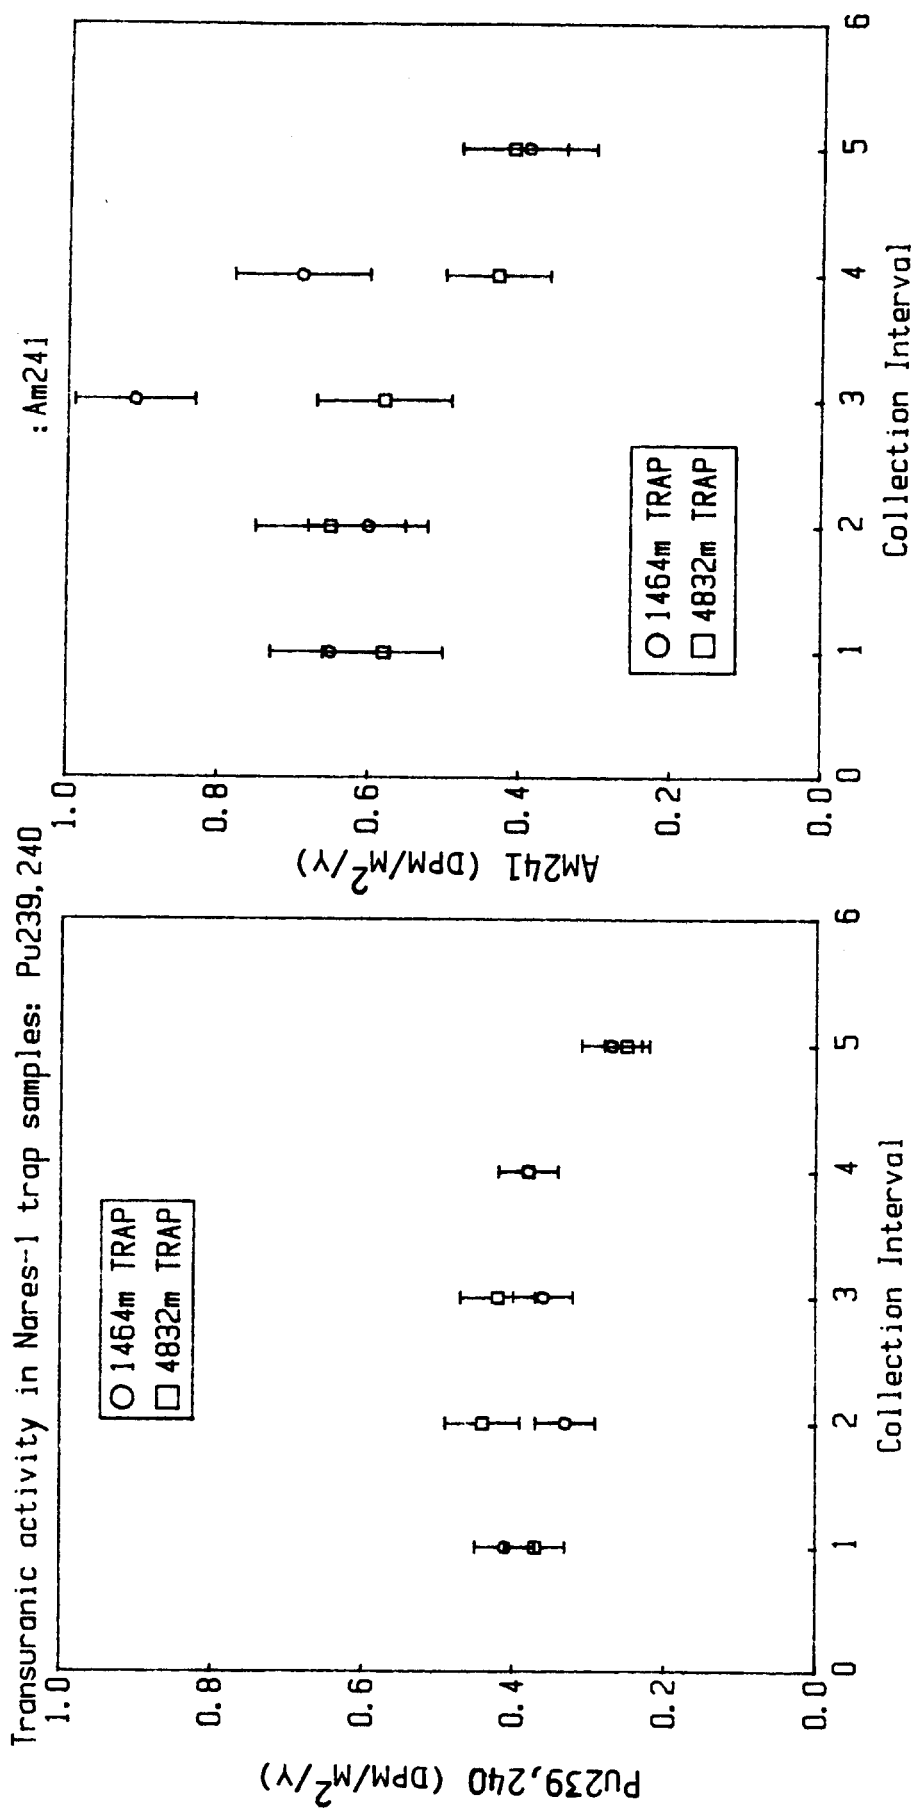 Transuranic activity in Nares-1 trap samples: Pu239,240
1.0
0.8
0.6
0.4
0.2
0.0
Pu239,240 (DPM/M²/Y)
○ 1464m TRAP
□ 4832m TRAP
0 1 2 3 4 5 6
Collection Interval
:Am241
1.0
0.8
0.6
0.4
0.2
0.0
Am241 (DPM/M²/Y)
○ 1464m TRAP
□ 4832m TRAP
0 1 2 3 4 5 6
Collection Interval